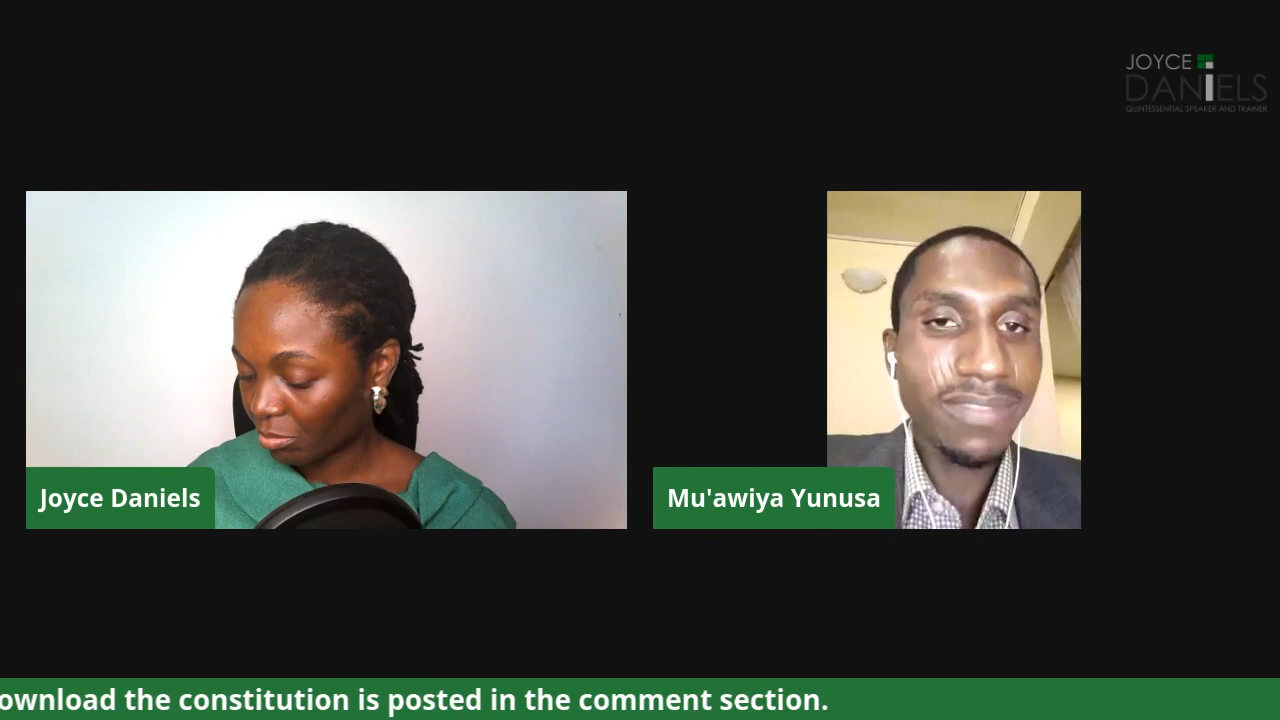 JOYCE
DANiELS
QUINTESSENTIAL SPEAKER AND TRAINER
Joyce Daniels
Mu'awiya Yunusa
ownload the constitution is posted in the comment section.